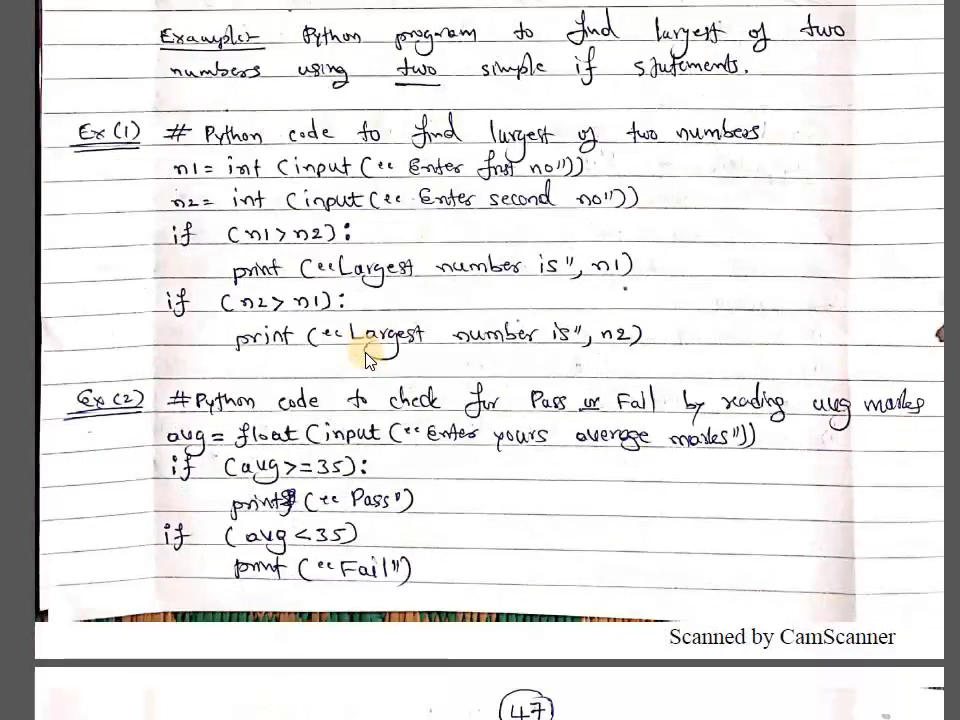 Example:- Python program to find largest of two
numbers using two simple if statements.
Ex (1) # Python code to find largest of two numbers
n1 = int (input (“ Enter first no”))
n2 = int (input (“ Enter second no”))
if (n1 > n2):
print (“Largest number is”, n1)
if (n2 > n1):
print (“Largest number is”, n2)
Ex (2) #Python code to check for Pass or Fail by reading avg marks
avg = float (input (“Enter yours average marks”))
if (avg >= 35):
print (“ Pass”)
if (avg < 35)
print (“Fail”)
Scanned by CamScanner
47